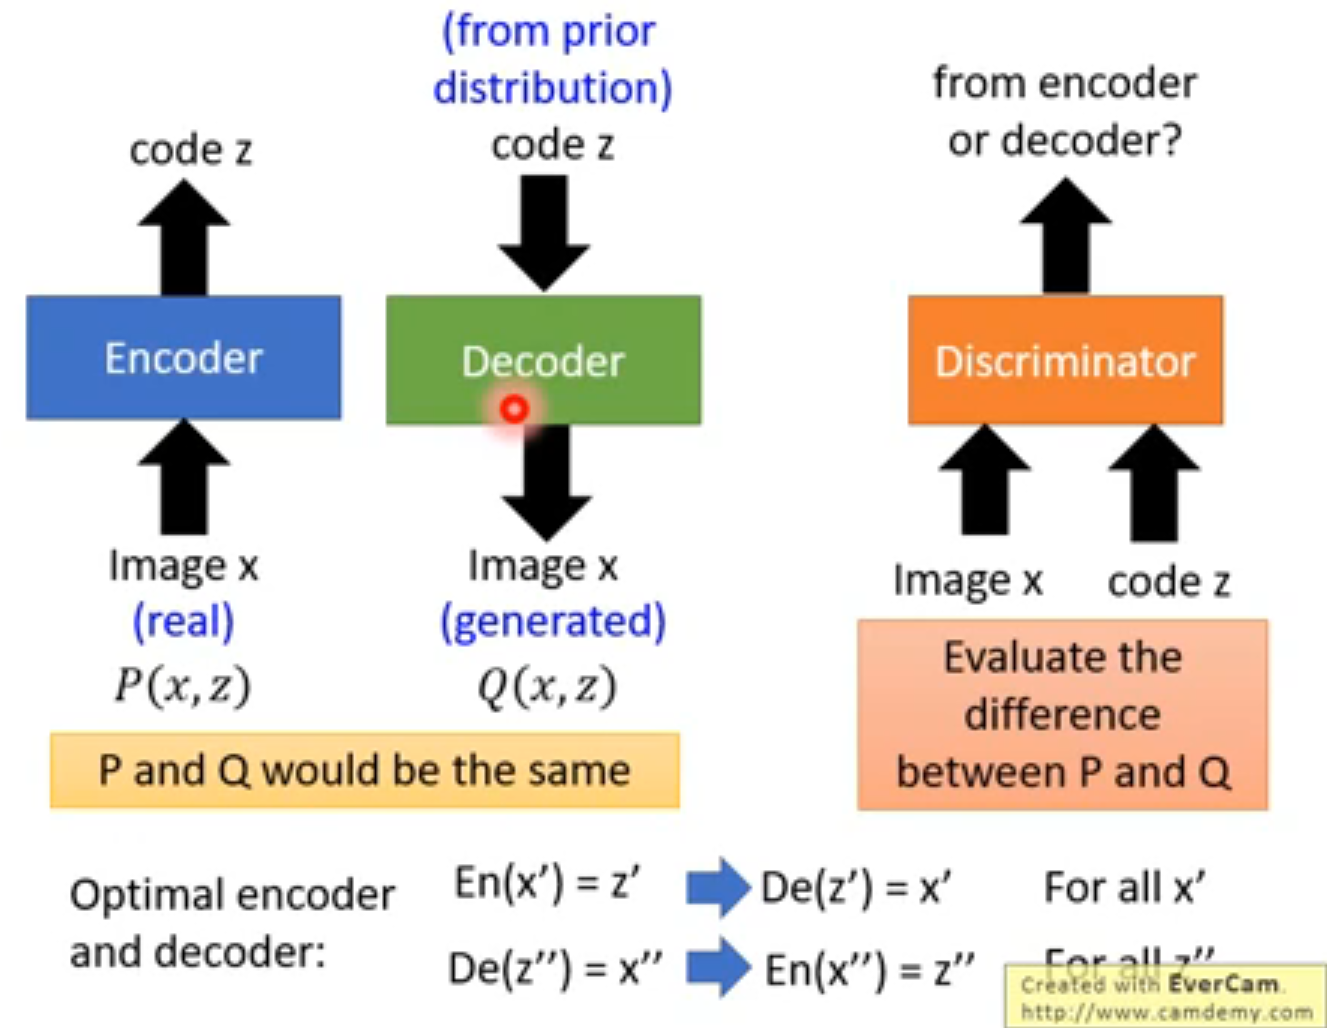 (from prior
distribution)
code z
code z
from encoder
or decoder?
Encoder
Decoder
Discriminator
Image x
(real)
P(x, z)
Image x
(generated)
Q(x, z)
Image x code z
P and Q would be the same
Evaluate the
difference
between P and Q
Optimal encoder
and decoder:
En(x’) = z’ De(z’) = x’ For all x’
De(z’’) = x’’ En(x’’) = z’’ For all z’’
Created with EverCam.
http://www.camdemy.com